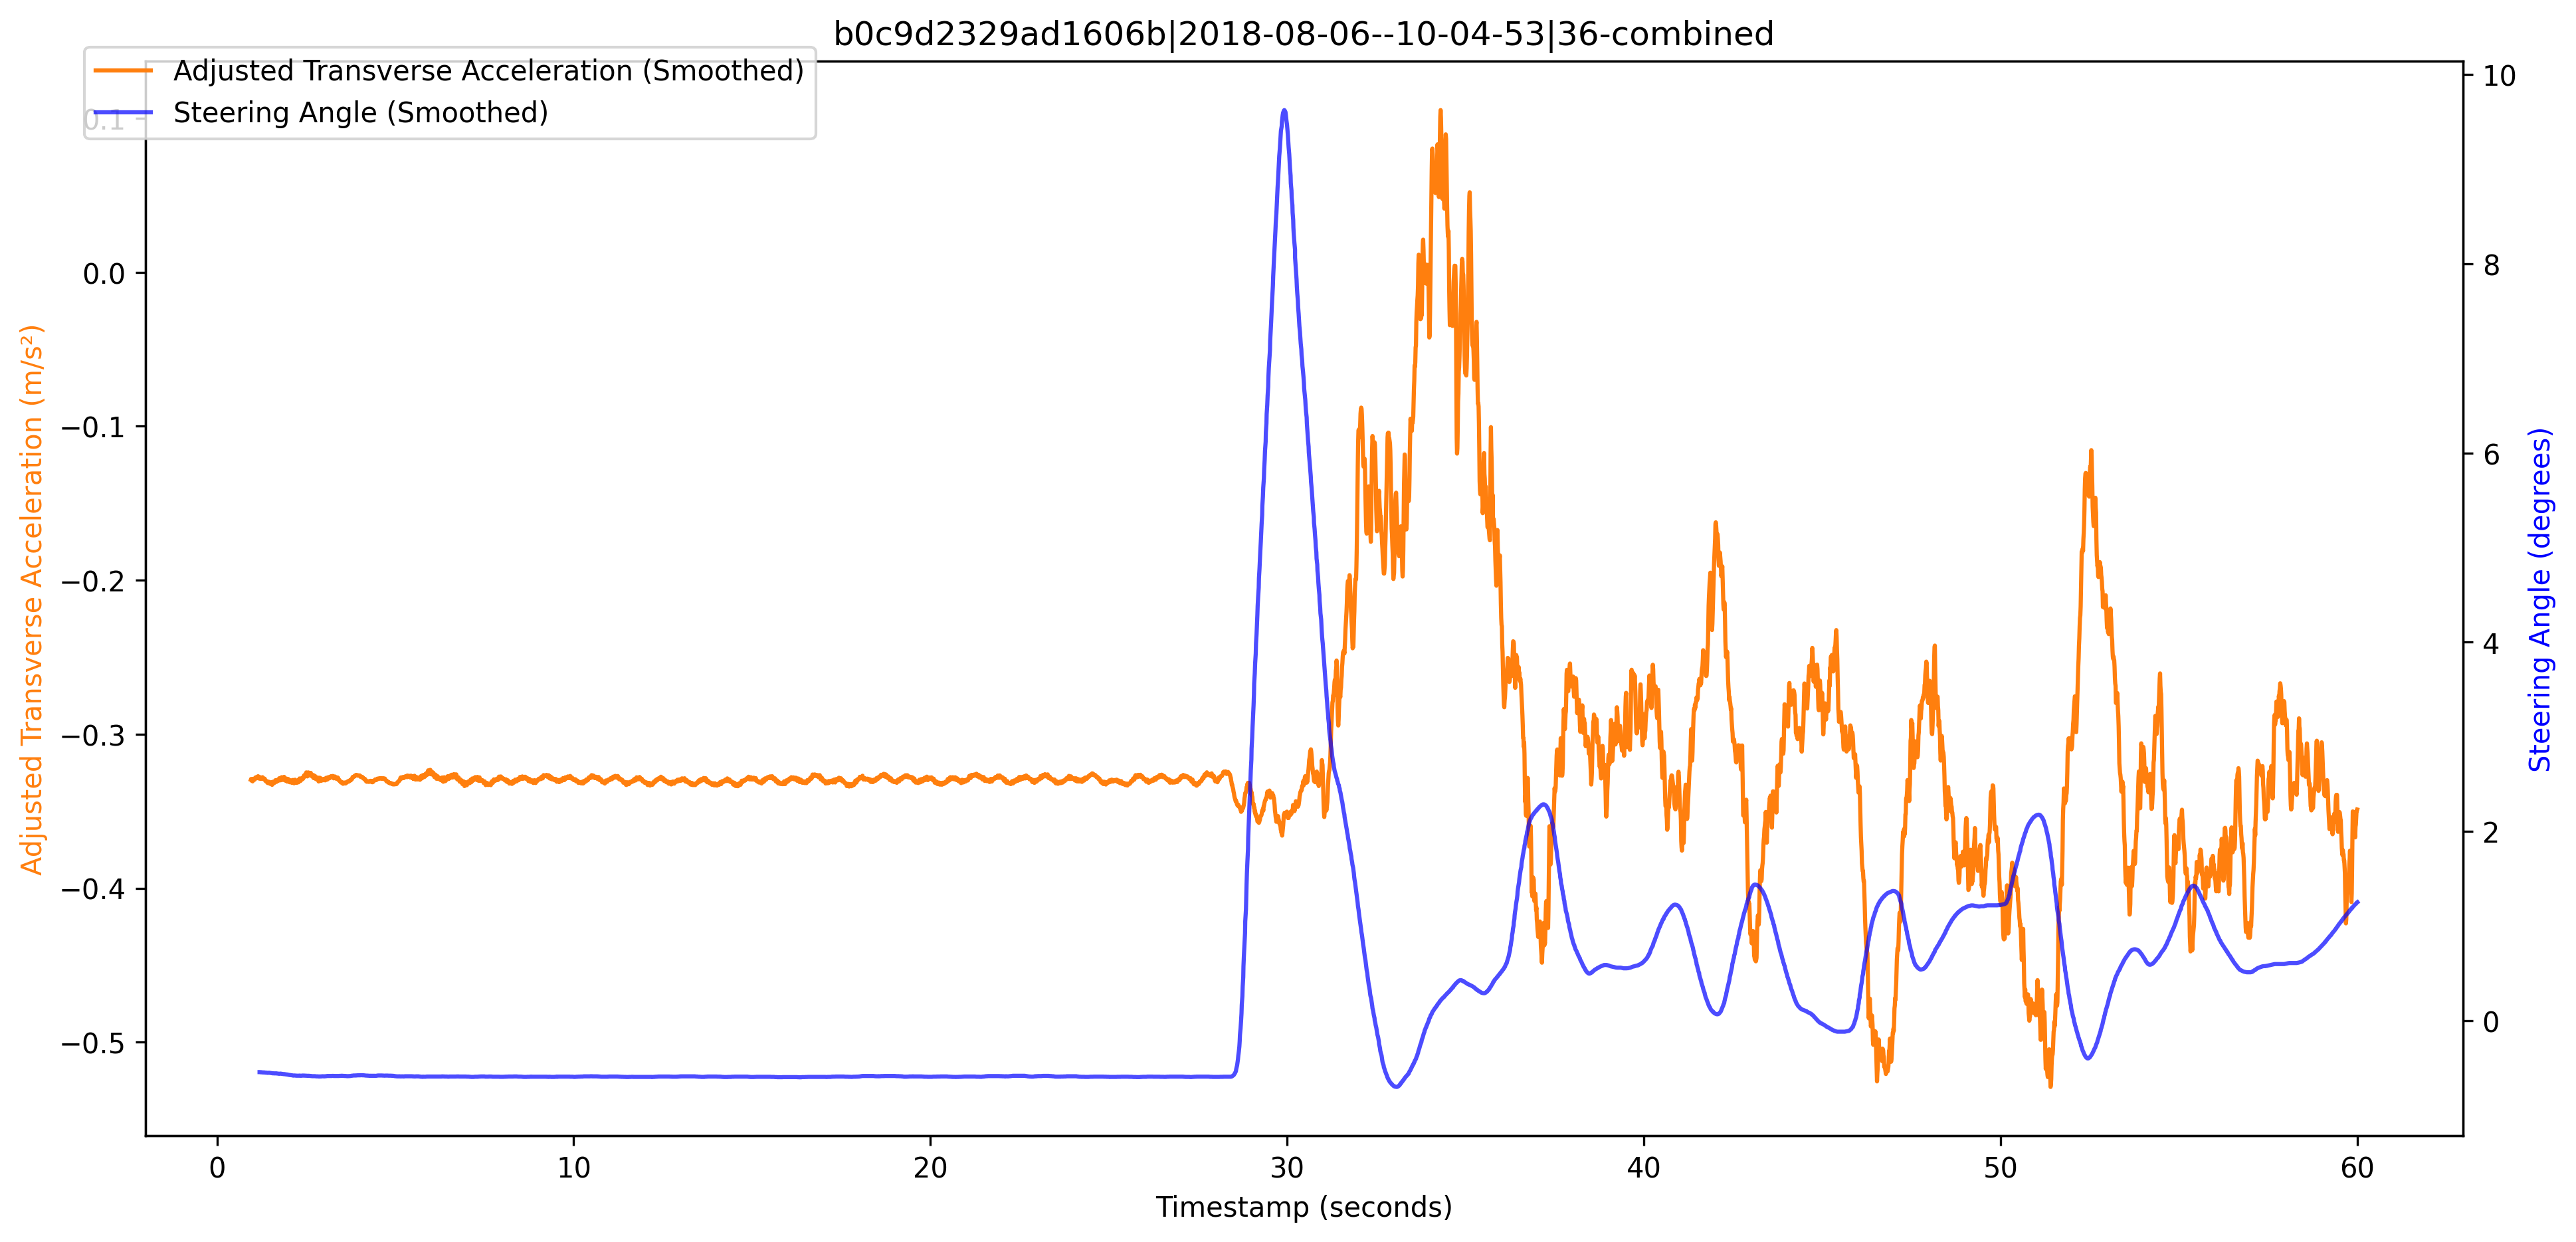 b0c9d2329ad1606b|2018-08-06--10-04-53|36-combined
Adjusted Transverse Acceleration (Smoothed)
Steering Angle (Smoothed)
0.1
0.0
−0.1
−0.2
−0.3
−0.4
−0.5
Adjusted Transverse Acceleration (m/s²)
10
8
6
4
2
0
Steering Angle (degrees)
0 10 20 30 40 50 60
Timestamp (seconds)